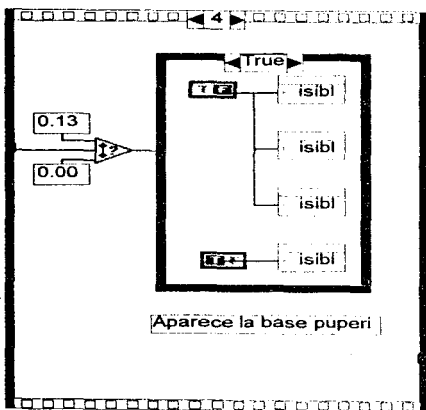 4
True
isibl
0.13
isibl
0.00
isibl
isibl
Aparece la base puperi